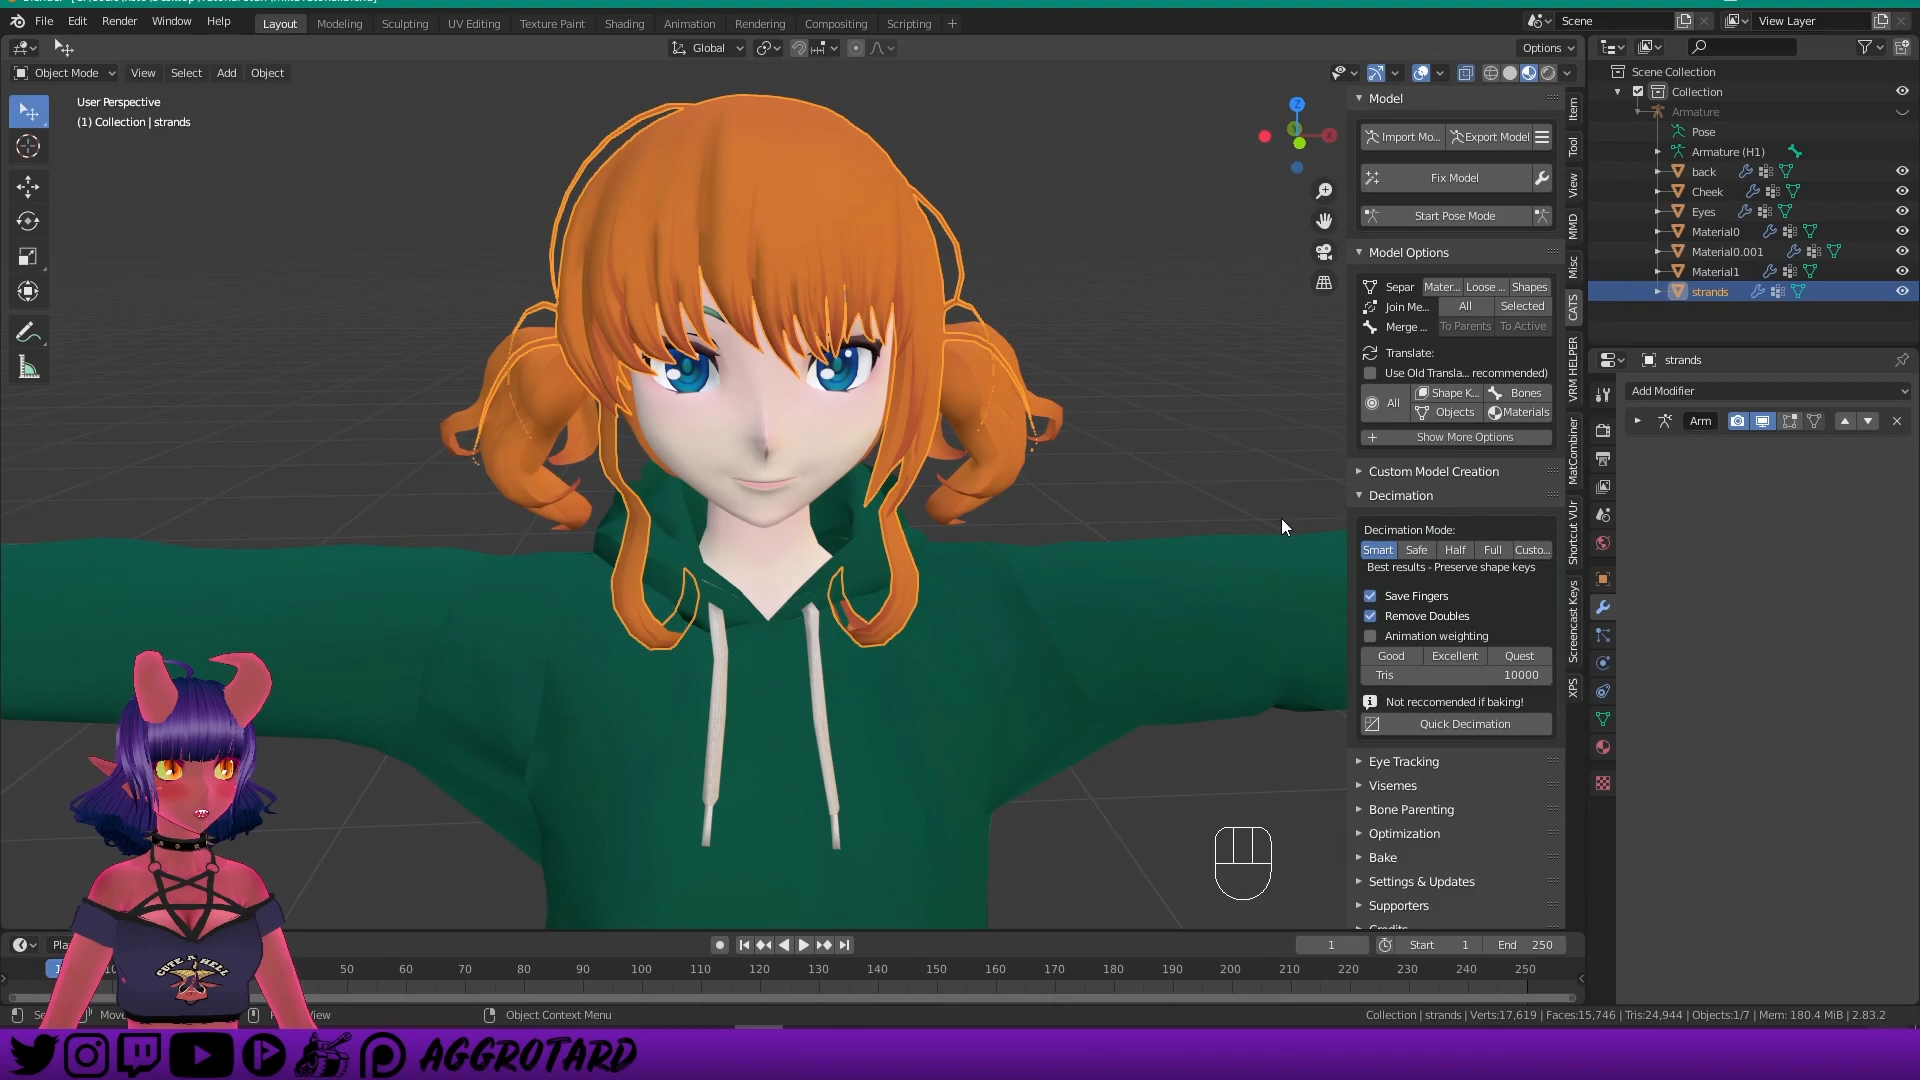 File Edit Render Window Help
Layout Modeling Sculpting UV Editing Texture Paint Shading Animation Rendering Compositing Scripting
Scene
View Layer
Global
Options
Object Mode View Select Add Object
User Perspective
(1) Collection | strands
Z
X
Model
Import Mo... Export Model
Fix Model
Start Pose Mode
Model Options
Separ Mater... Loose ... Shapes
Join Me... All Selected
Merge ... To Parents To Active
Translate:
Use Old Transla... recommended)
All Shape K... Bones
Objects Materials
Show More Options
Custom Model Creation
Decimation
Decimation Mode:
Smart Safe Half Full Custo...
Best results - Preserve shape keys
Save Fingers
Remove Doubles
Animation weighting
Good Excellent Quest
Tris 10000
Not reccomended if baking!
Quick Decimation
Eye Tracking
Visemes
Bone Parenting
Optimization
Bake
Settings & Updates
Supporters
Item
Tool
View
MMD
Misc
CATS
VRM HELPER
MatCombiner
Shortcut VUr
Screencast Keys
XPS
Scene Collection
Collection
Armature
Pose
Armature (H1)
back
Cheek
Eyes
Material0
Material0.001
Material1
strands
strands
Add Modifier
Arm
CUTE A HELL
1 Start 1 End 250
50 60 70 80 90 100 110 120 130 140 150 160 170 180 190 200 210 220 230 240 250
Object Context Menu
Collection | strands | Verts:17,619 | Faces:15,746 | Tris:24,944 | Objects:1/7 | Mem: 180.4 MiB | 2.83.2
AGGROTARD